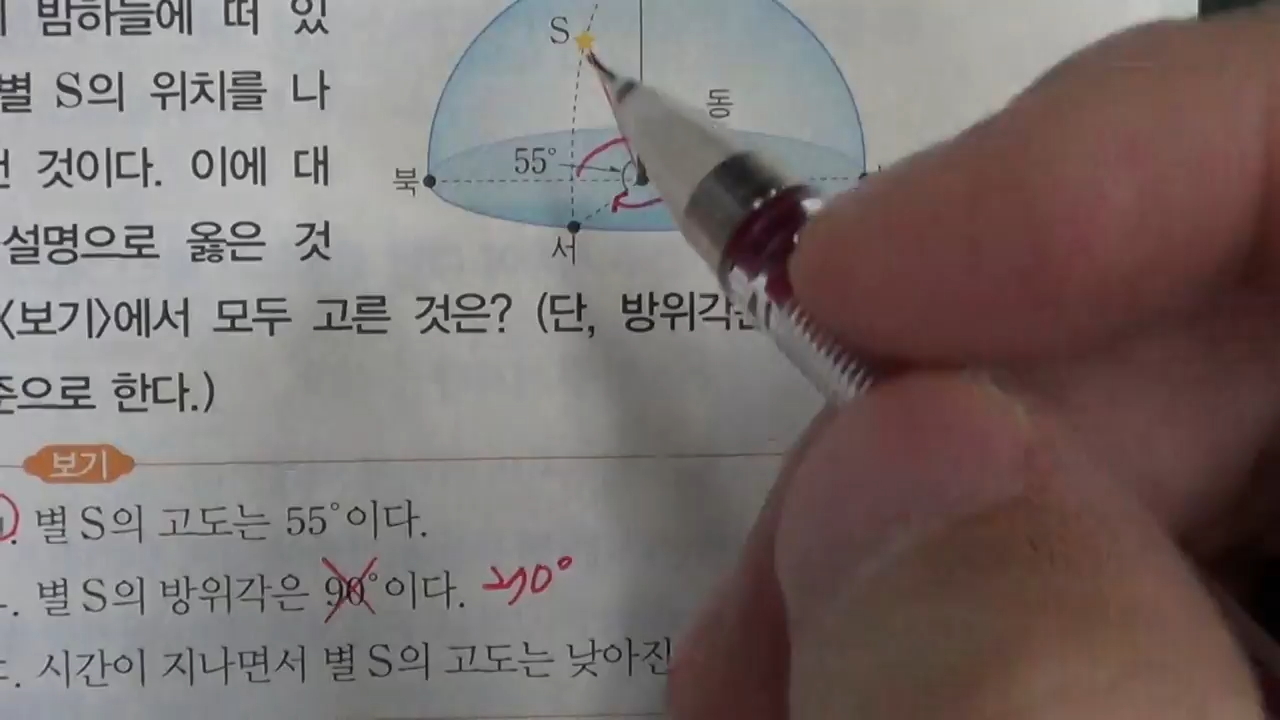 밤하늘에 떠 있
S
별 S의 위치를 나
동
55°
북
것이다. 이에 대
서
설명으로 옳은 것
<보기>에서 모두 고른 것은? (단, 방위각은
준으로 한다.)
보기
별 S의 고도는 55°이다.
별 S의 방위각은 90°이다. 270°
ㄷ. 시간이 지나면서 별 S의 고도는 낮아진